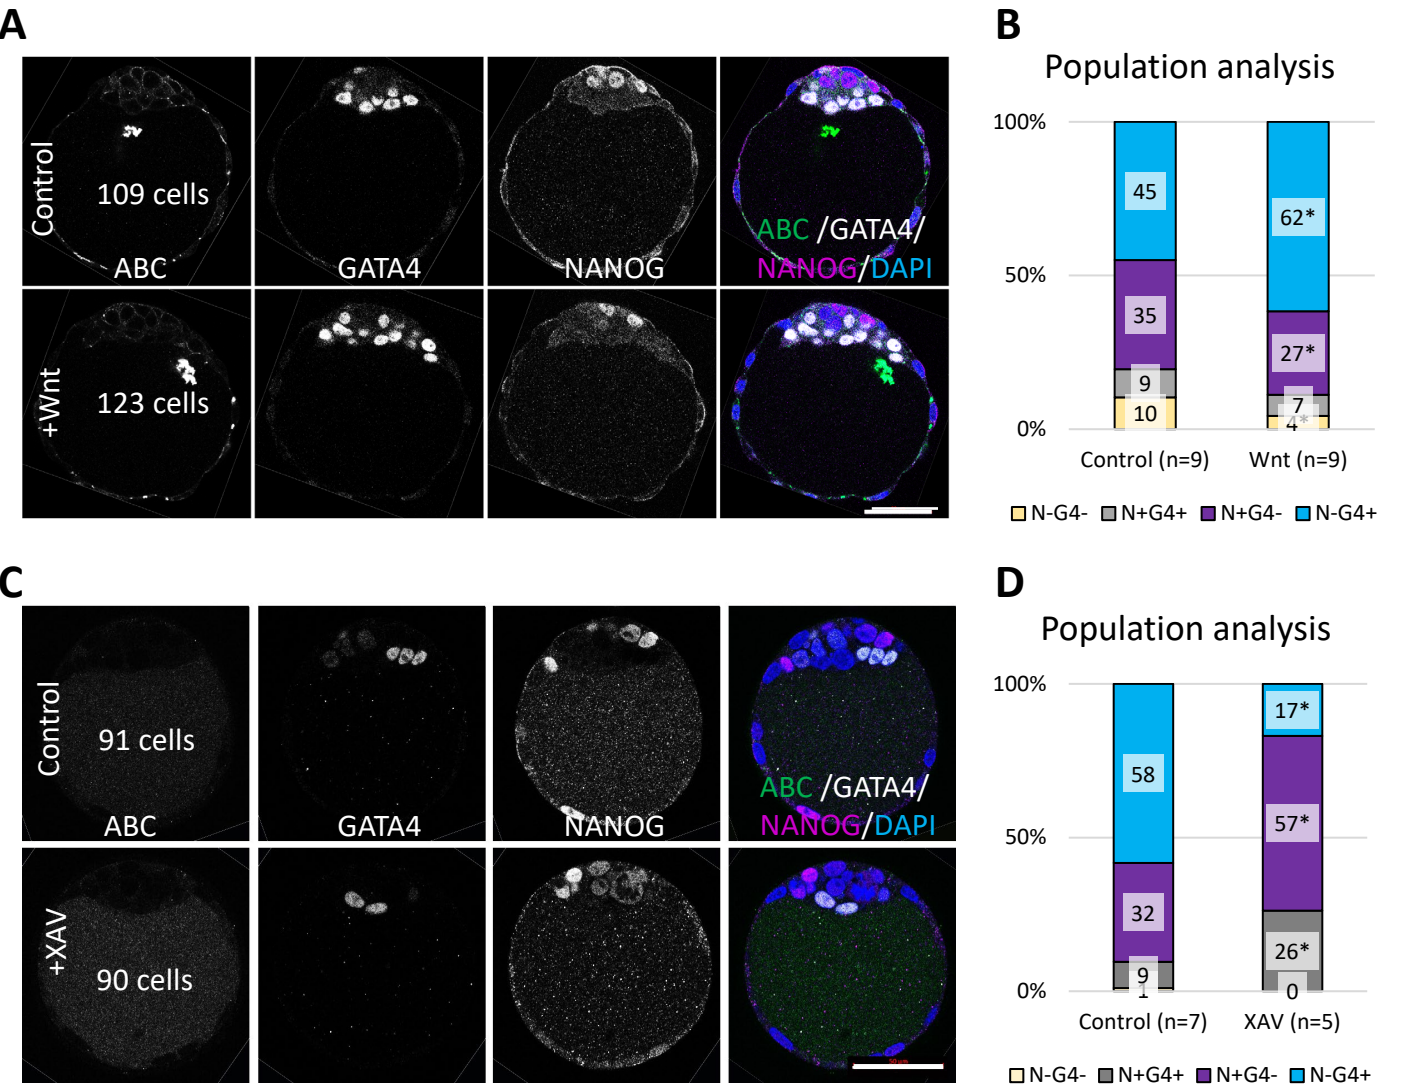 A
Control
109 cells
ABC
GATA4
NANOG
ABC /GATA4/
NANOG/DAPI
+Wnt
123 cells
B
Population analysis
100%
50%
0%
45
35
9
10
62*
27*
7
4*
Control (n=9)
Wnt (n=9)
N-G4- N+G4+ N+G4- N-G4+
C
Control
91 cells
ABC
GATA4
NANOG
ABC /GATA4/
NANOG/DAPI
+XAV
90 cells
50 µm
D
Population analysis
100%
50%
0%
58
32
9
1
17*
57*
26*
0
Control (n=7)
XAV (n=5)
N-G4- N+G4+ N+G4- N-G4+